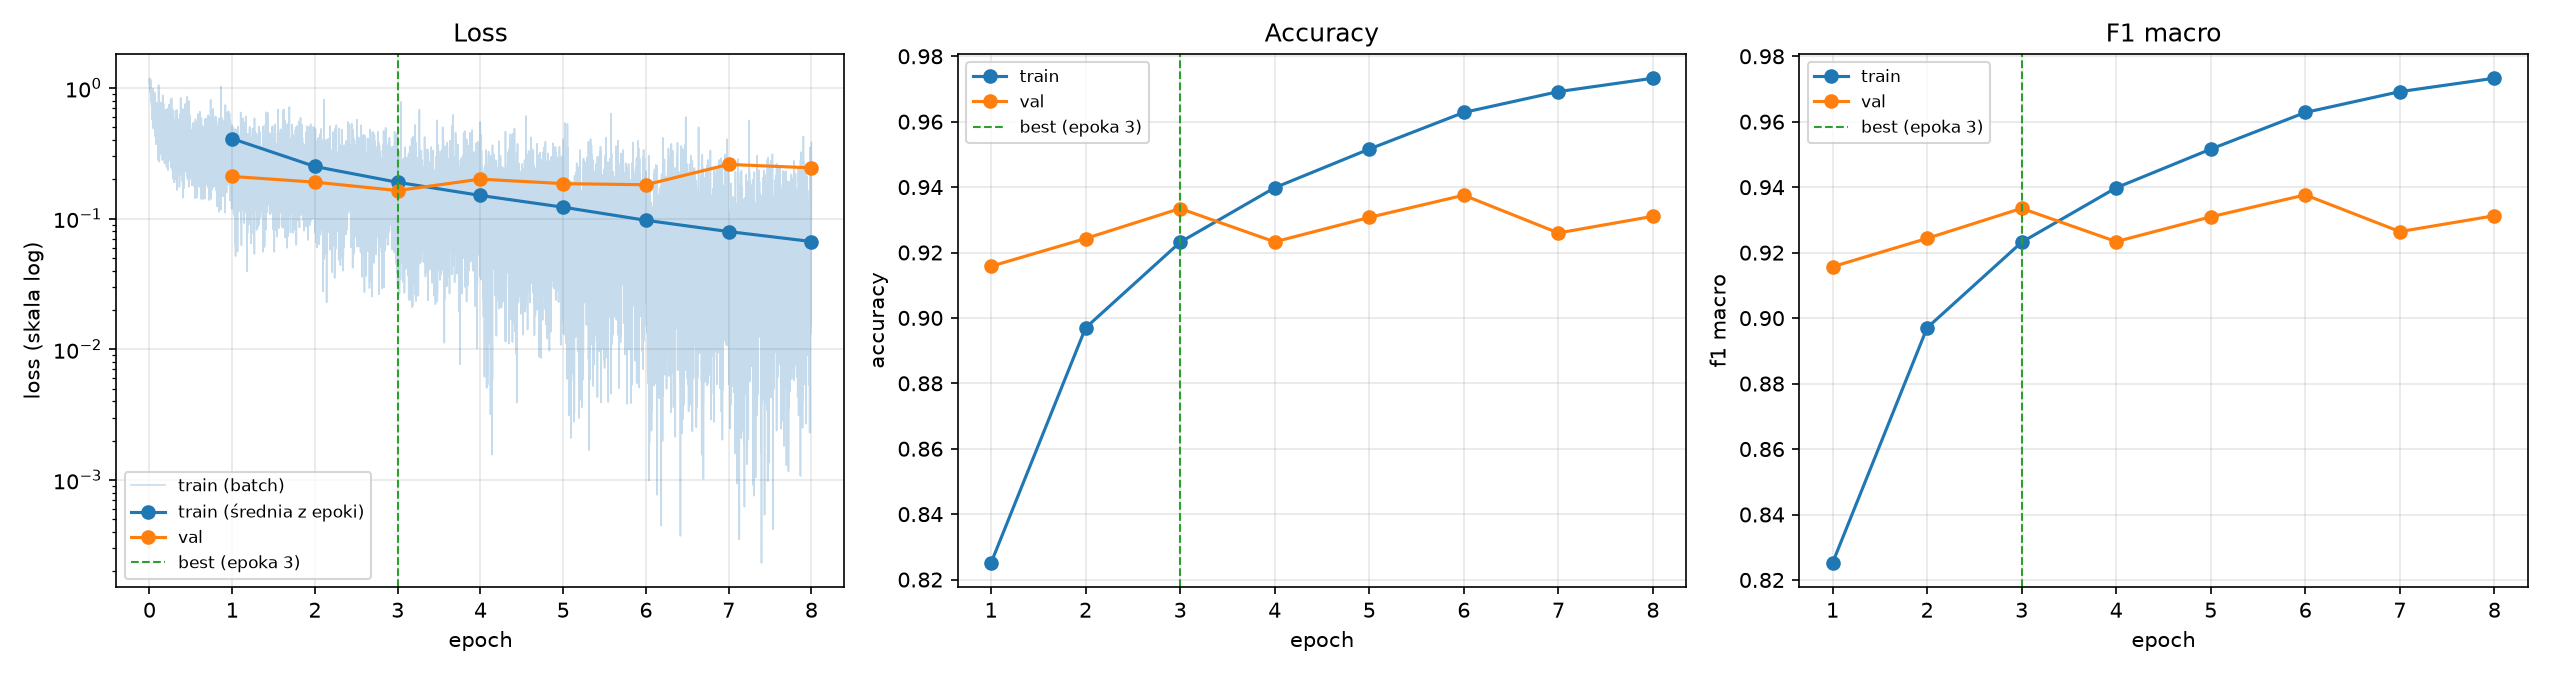 Loss
loss (skala log)
10⁰
10⁻¹
10⁻²
10⁻³
train (batch)
train (średnia z epoki)
val
best (epoka 3)
0 1 2 3 4 5 6 7 8
epoch
Accuracy
accuracy
0.98
0.96
0.94
0.92
0.90
0.88
0.86
0.84
0.82
train
val
best (epoka 3)
1 2 3 4 5 6 7 8
epoch
F1 macro
f1 macro
0.98
0.96
0.94
0.92
0.90
0.88
0.86
0.84
0.82
train
val
best (epoka 3)
1 2 3 4 5 6 7 8
epoch